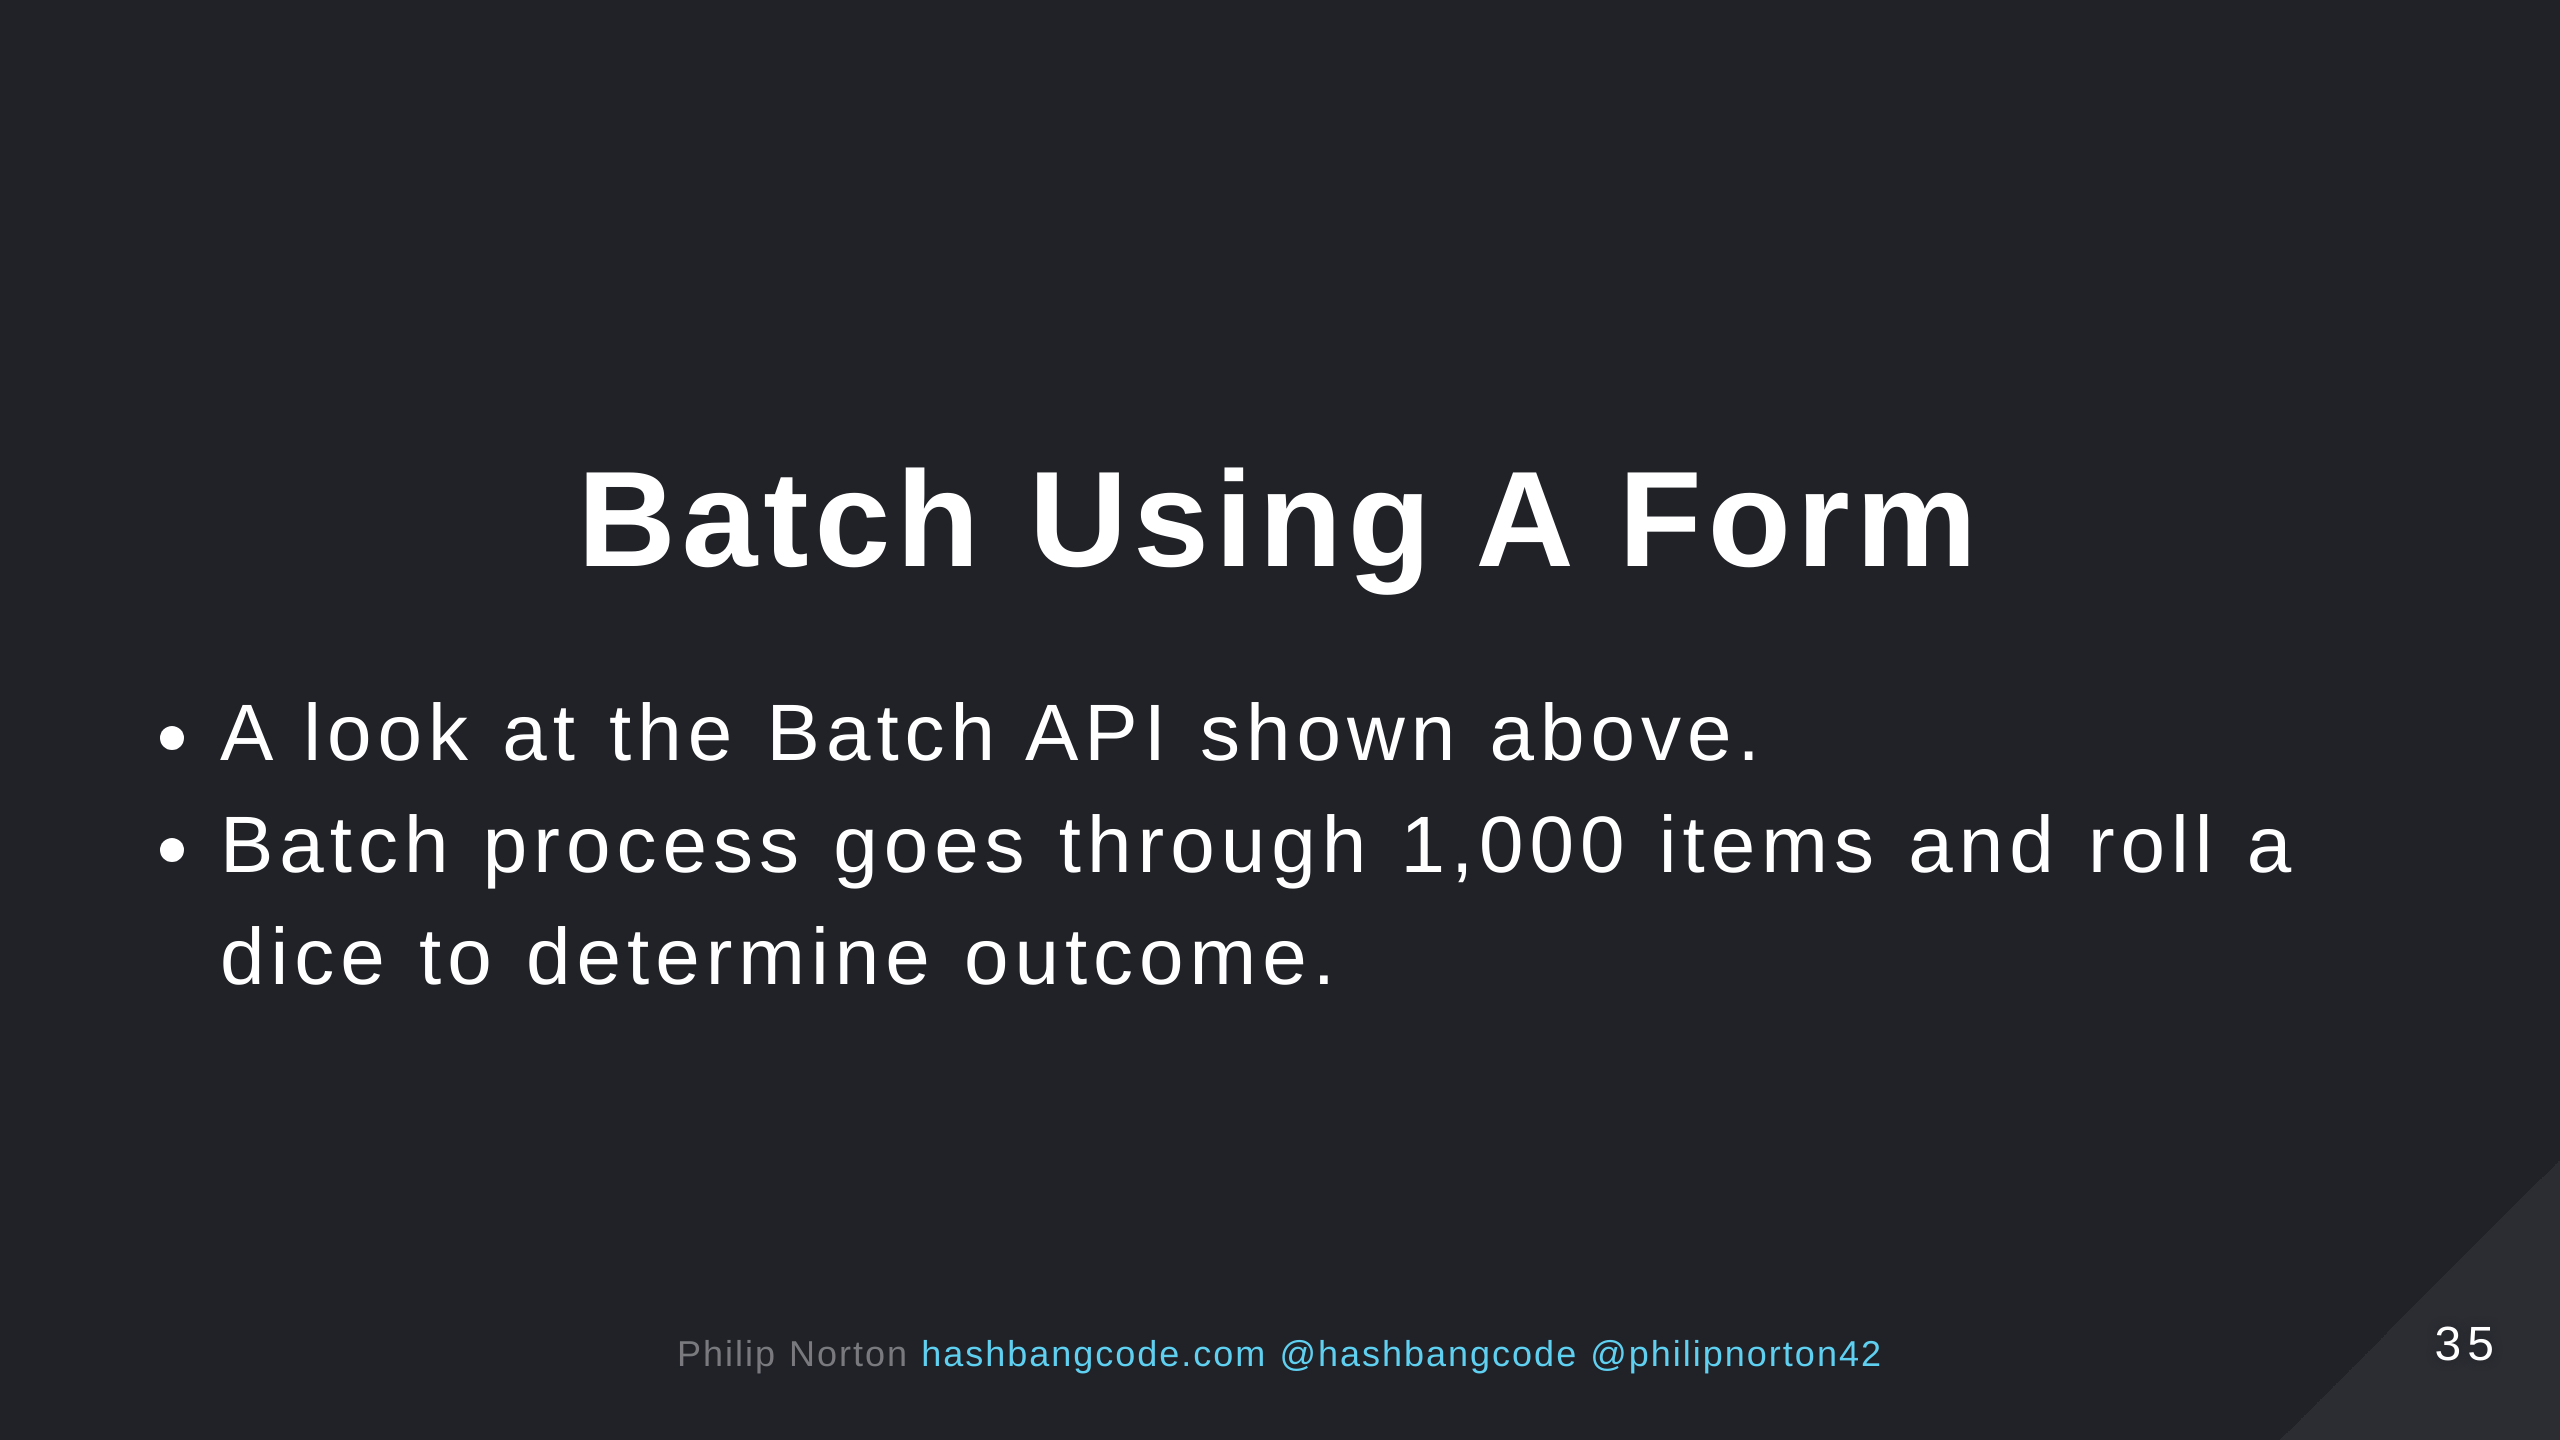 Batch Using A Form
• A look at the Batch API shown above.
• Batch process goes through 1,000 items and roll a
dice to determine outcome.
Philip Norton hashbangcode.com @hashbangcode @philipnorton42
35